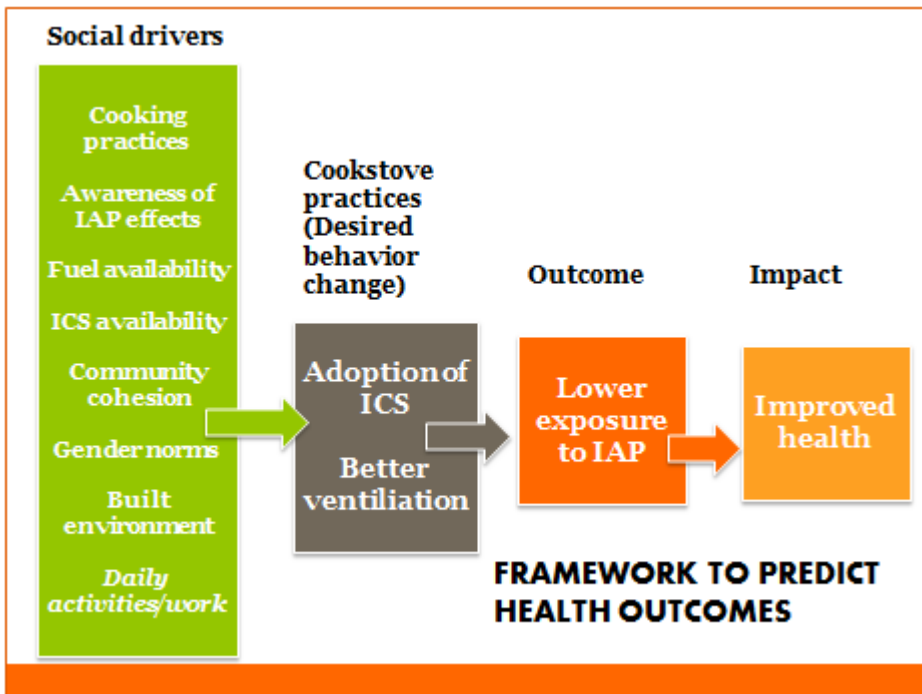 Social drivers
Cooking
practices
Awareness of
IAP effects
Fuel availability
ICS availability
Community
cohesion
Gender norms
Built
environment
Daily
activities/work
Cookstove
practices
(Desired
behavior
change)
Adoption of
ICS
Better
ventiliation
Outcome
Lower
exposure
to IAP
Impact
Improved
health
FRAMEWORK TO PREDICT
HEALTH OUTCOMES